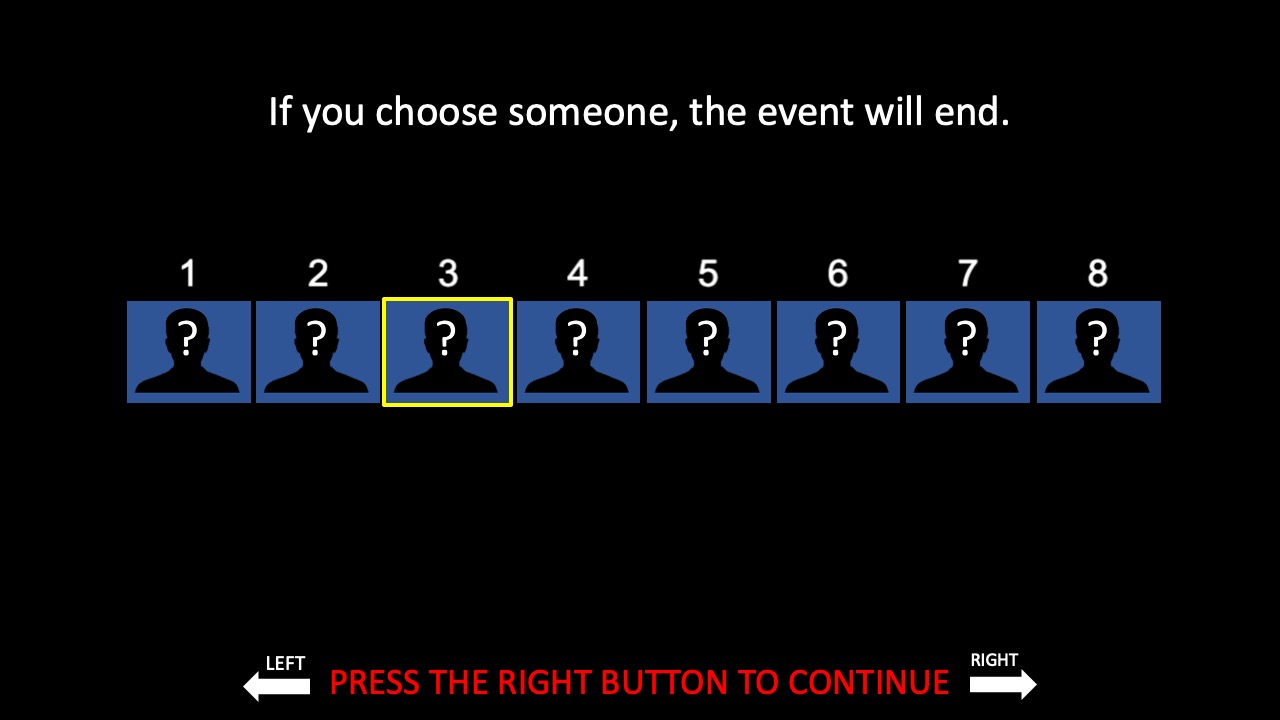 If you choose someone, the event will end.
1 2 3 4 5 6 7 8
? ? ? ? ? ? ? ?
LEFT PRESS THE RIGHT BUTTON TO CONTINUE RIGHT